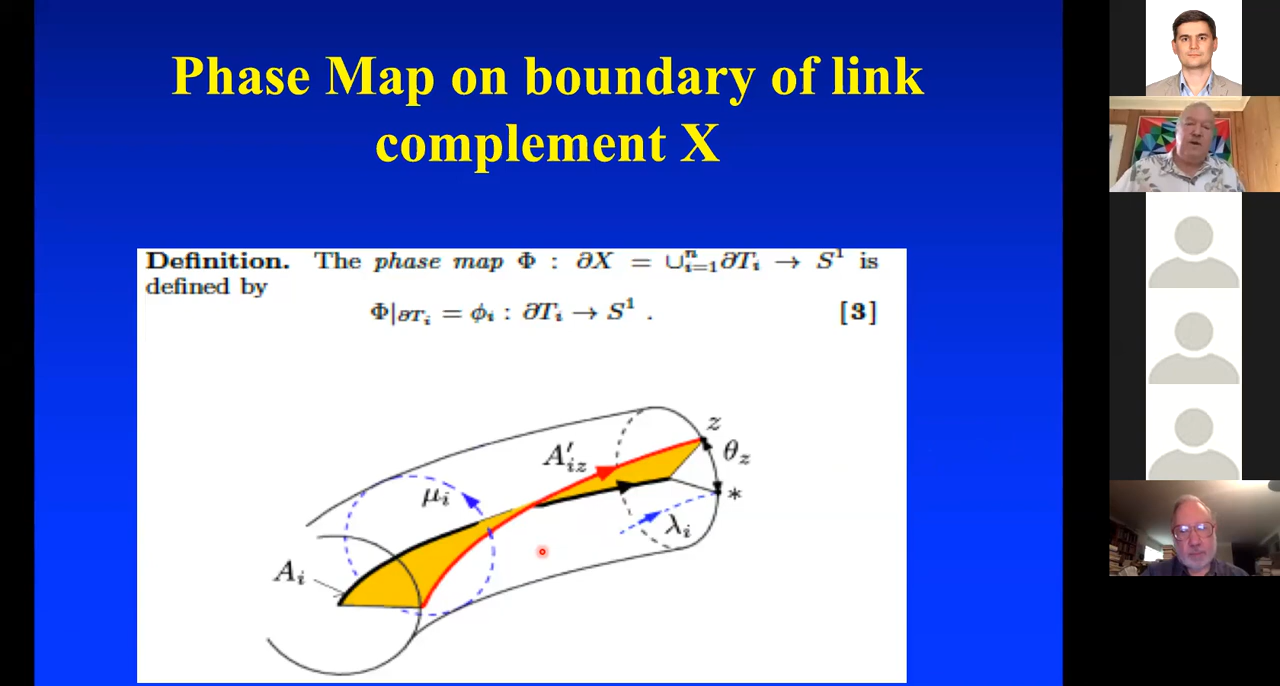 Phase Map on boundary of link
complement X
Definition. The phase map Φ : ∂X = ∪ⁿᵢ₌₁∂Tᵢ → S¹ is
defined by
Φ|∂Tᵢ = ϕᵢ : ∂Tᵢ → S¹ . [3]
z
A′iz
θz
μᵢ
*
λᵢ
Aᵢ